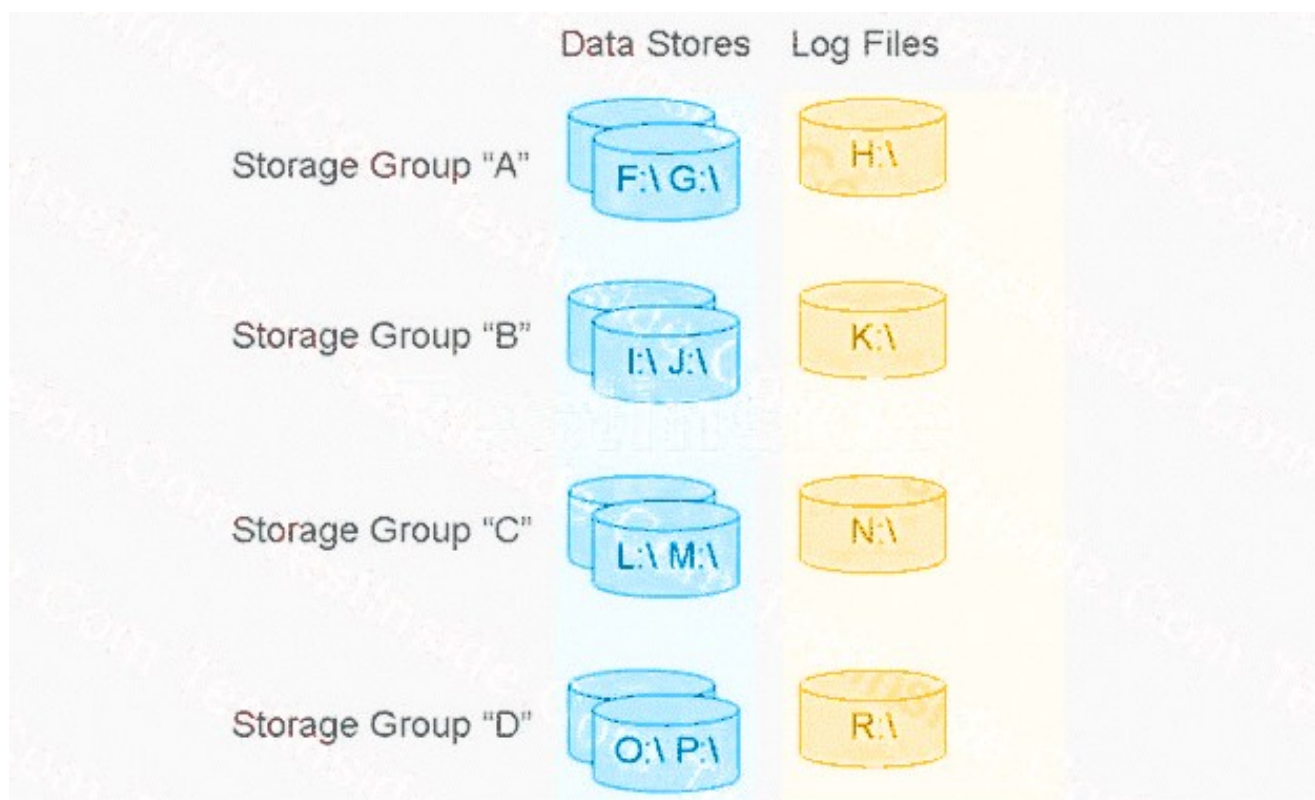 Data Stores Log Files
Storage Group "A" F:\ G:\ H:\
Storage Group "B" I:\ J:\ K:\
Storage Group "C" L:\ M:\ N:\
Storage Group "D" O:\ P:\ R:\